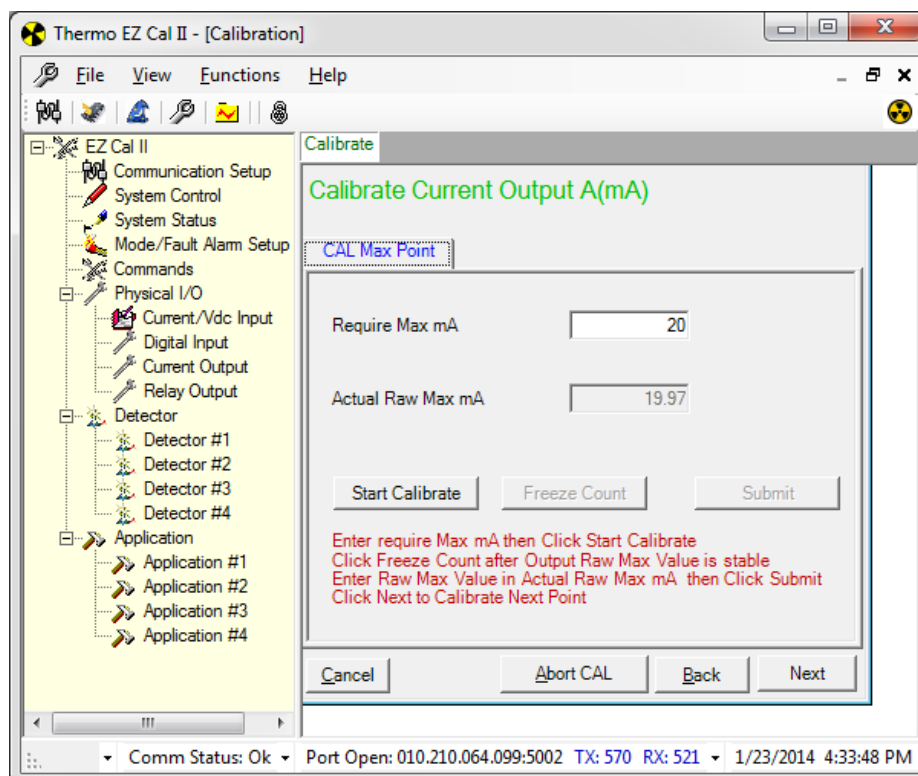 Thermo EZ Cal II - [Calibration]
File View Functions Help
EZ Cal II
Communication Setup
System Control
System Status
Mode/Fault Alarm Setup
Commands
Physical I/O
Current/Vdc Input
Digital Input
Current Output
Relay Output
Detector
Detector #1
Detector #2
Detector #3
Detector #4
Application
Application #1
Application #2
Application #3
Application #4
Calibrate
Calibrate Current Output A(mA)
CAL Max Point
Require Max mA 20
Actual Raw Max mA 19.97
Start Calibrate Freeze Count Submit
Enter require Max mA then Click Start Calibrate
Click Freeze Count after Output Raw Max Value is stable
Enter Raw Max Value in Actual Raw Max mA then Click Submit
Click Next to Calibrate Next Point
Cancel Abort CAL Back Next
Comm Status: Ok Port Open: 010.210.064.099:5002 TX: 570 RX: 521 1/23/2014 4:33:48 PM